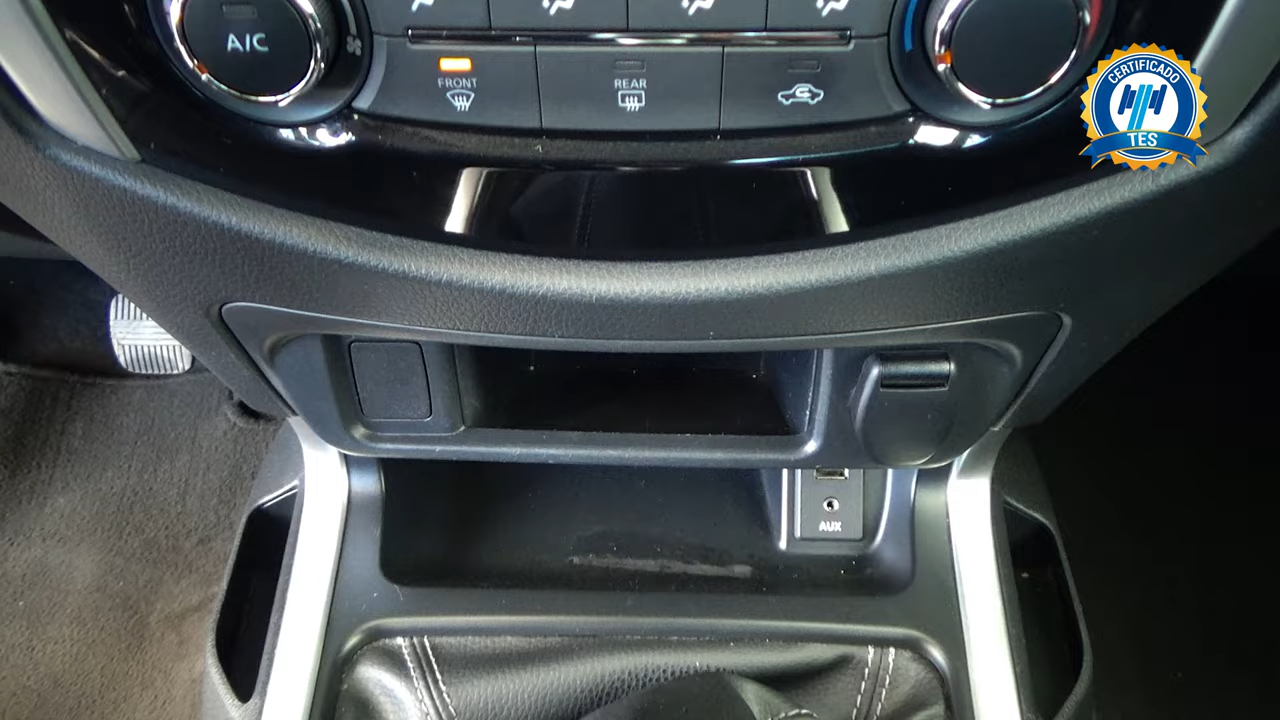 A/C
FRONT
REAR
CERTIFICADO
TES
AUX